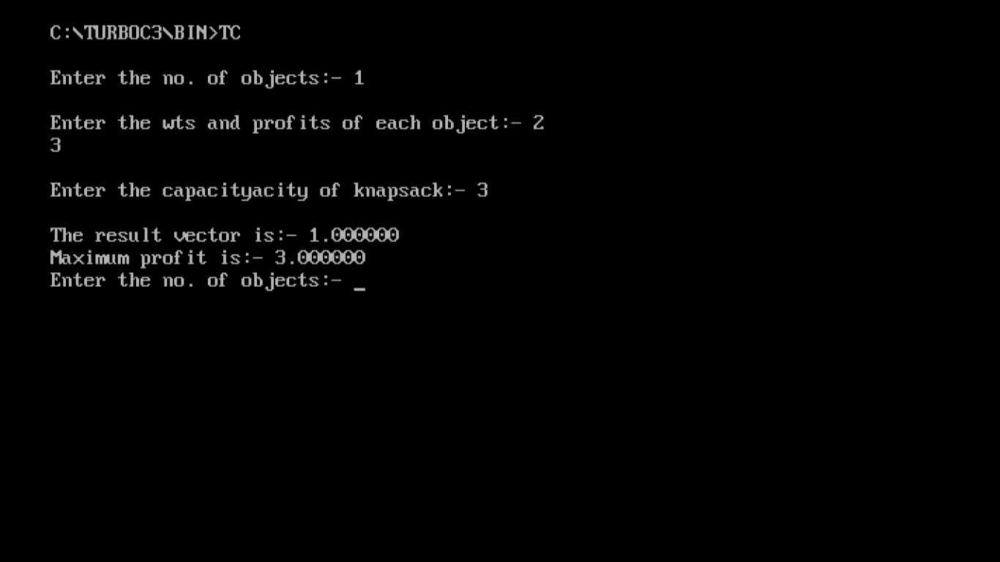 C:\TURBOC3\BIN>TC
Enter the no. of objects:- 1
Enter the wts and profits of each object:- 2
3
Enter the capacityacity of knapsack:- 3
The result vector is:- 1.000000
Maximum profit is:- 3.000000
Enter the no. of objects:- _